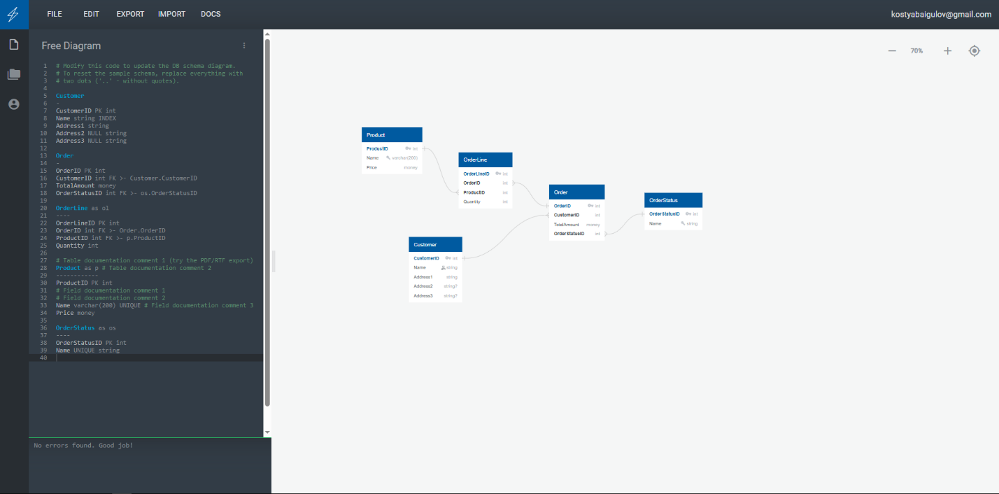 FILE EDIT EXPORT IMPORT DOCS kostyabaigulov@gmail.com
Free Diagram
70%
1 # Modify this code to update the DB schema diagram.
2 # To reset the sample schema, replace everything with
3 # two dots ('..' - without quotes).
4
5 Customer
6 -
7 CustomerID PK int
8 Name string INDEX
9 Address1 string
10 Address2 NULL string
11 Address3 NULL string
12
13 Order
14 -
15 OrderID PK int
16 CustomerID int FK >- Customer.CustomerID
17 TotalAmount money
18 OrderStatusID int FK >- os.OrderStatusID
19
20 OrderLine as ol
21 ----
22 OrderLineID PK int
23 OrderID int FK >- Order.OrderID
24 ProductID int FK >- p.ProductID
25 Quantity int
26
27 # Table documentation comment 1 (try the PDF/RTF export)
28 Product as p # Table documentation comment 2
29 ------------
30 ProductID PK int
31 # Field documentation comment 1
32 # Field documentation comment 2
33 Name varchar(200) UNIQUE # Field documentation comment 3
34 Price money
35
36 OrderStatus as os
37 ----
38 OrderStatusID PK int
39 Name UNIQUE string
40
No errors found. Good job!
Product
ProductID int
Name varchar(200)
Price money
OrderLine
OrderLineID int
OrderID int
ProductID int
Quantity int
Order
OrderID int
CustomerID int
TotalAmount money
OrderStatusID int
OrderStatus
OrderStatusID int
Name string
Customer
CustomerID int
Name string
Address1 string
Address2 string?
Address3 string?